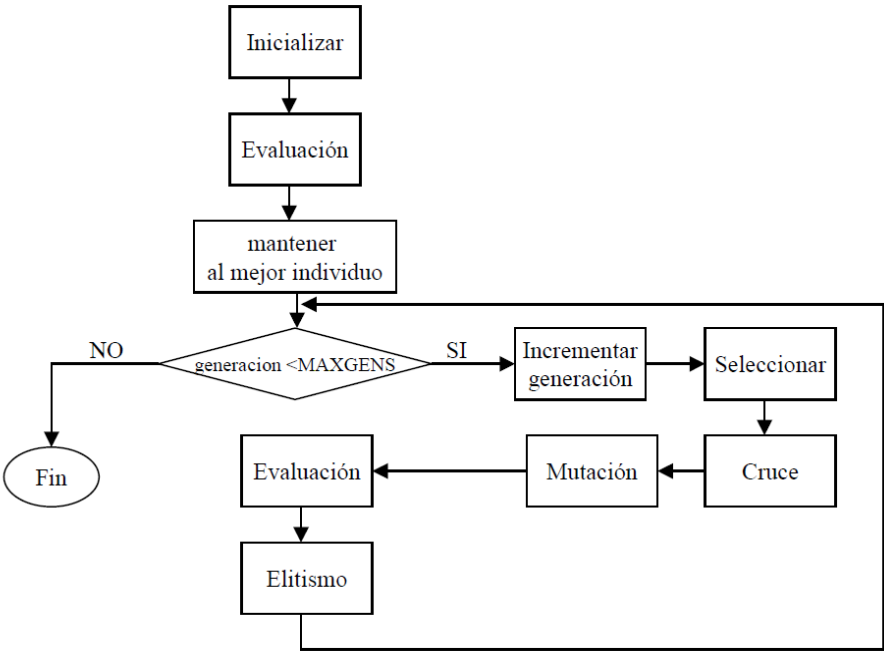 Inicializar
Evaluación
mantener
al mejor individuo
NO
generacion <MAXGENS
SI
Incrementar
generación
Seleccionar
Fin
Evaluación
Mutación
Cruce
Elitismo